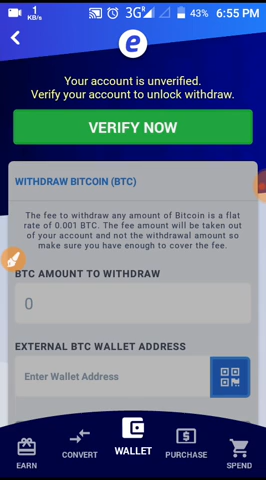 1
KB/s
3G R 43% 6:55 PM
e
Your account is unverified.
Verify your account to unlock withdraw.
VERIFY NOW
WITHDRAW BITCOIN (BTC)
The fee to withdraw any amount of Bitcoin is a flat
rate of 0.001 BTC. The fee amount will be taken out
of your account and not the withdrawal amount so
make sure you have enough to cover the fee.
BTC AMOUNT TO WITHDRAW
0
EXTERNAL BTC WALLET ADDRESS
Enter Wallet Address
EARN CONVERT WALLET PURCHASE SPEND